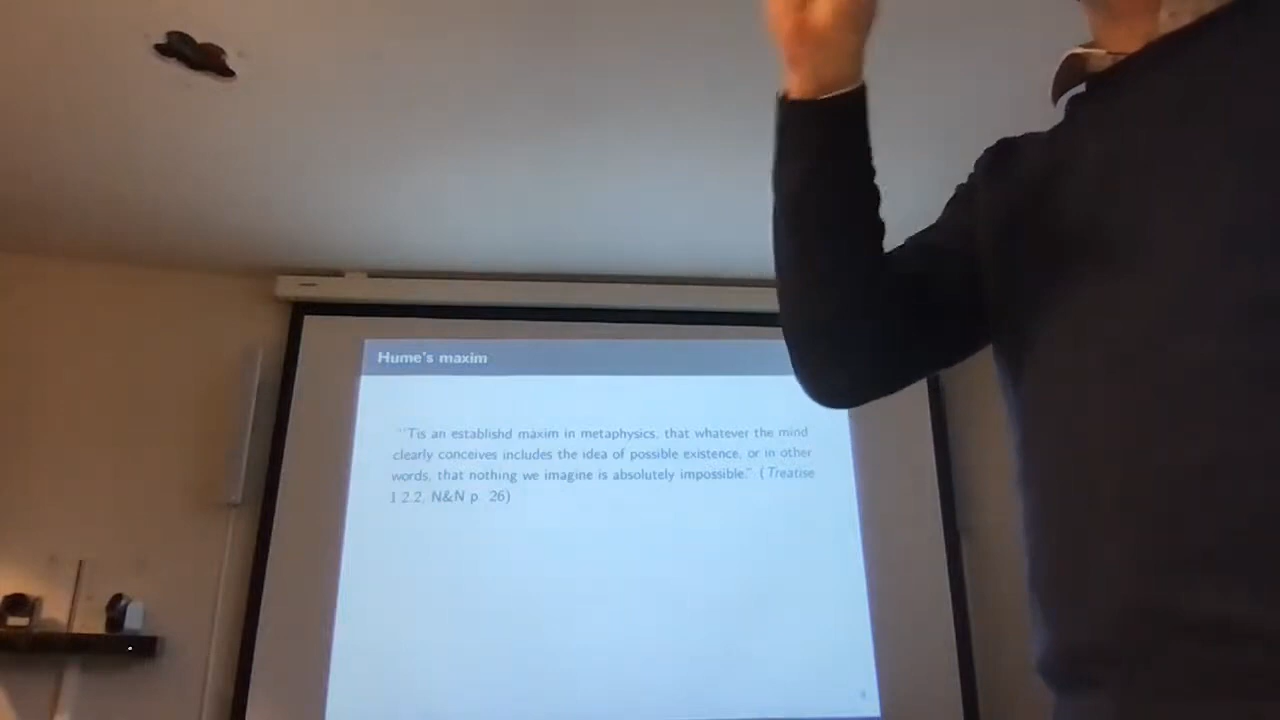 Hume's maxim
"'Tis an establishd maxim in metaphysics, that whatever the mind
clearly conceives includes the idea of possible existence, or in other
words, that nothing we imagine is absolutely impossible." (Treatise
1.2.2, N&N p. 26)